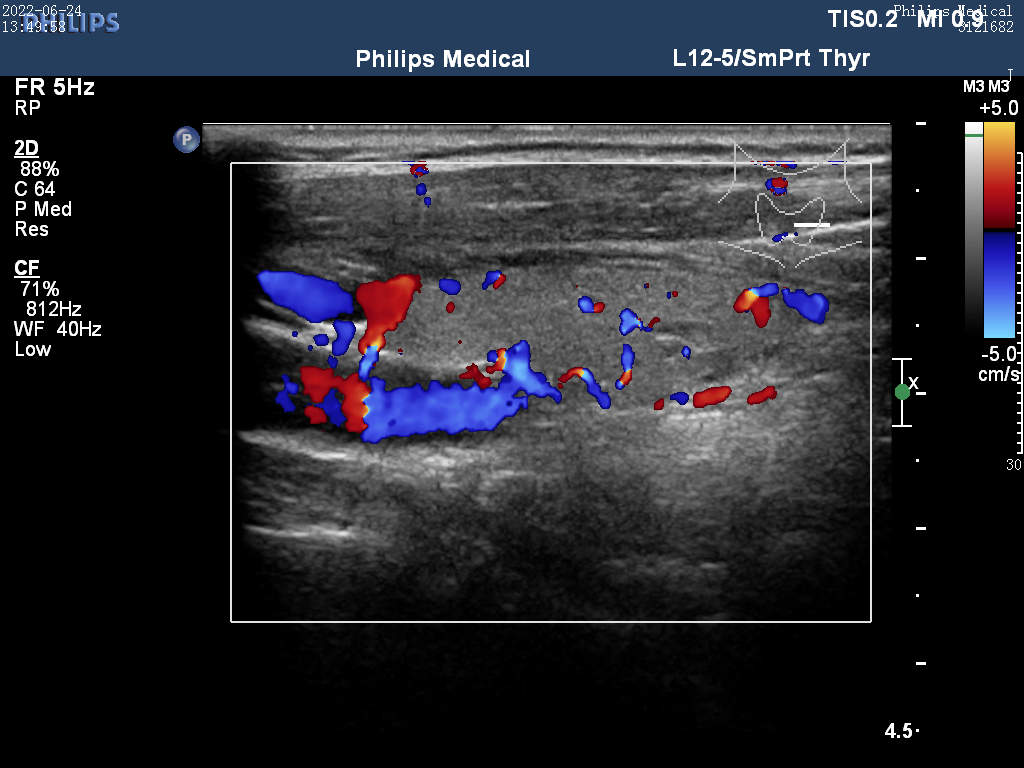 2022-06-24
13:49:58
PHILIPS
TIS0.2 MI 0.9
Philips Medical
3121682
Philips Medical
L12-5/SmPrt Thyr
FR 5Hz
RP
2D
88%
C 64
P Med
Res
CF
71%
812Hz
WF 40Hz
Low
P
M3 M3
+5.0
-5.0
cm/s
x
30
4.5